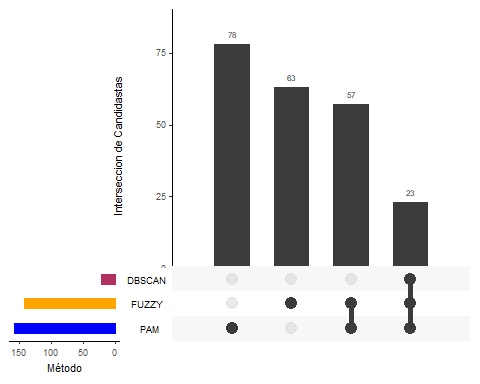 78
63
57
23
75
50
25
0
Interseccion de Candidastas
DBSCAN
FUZZY
PAM
150 100 50 0
Método